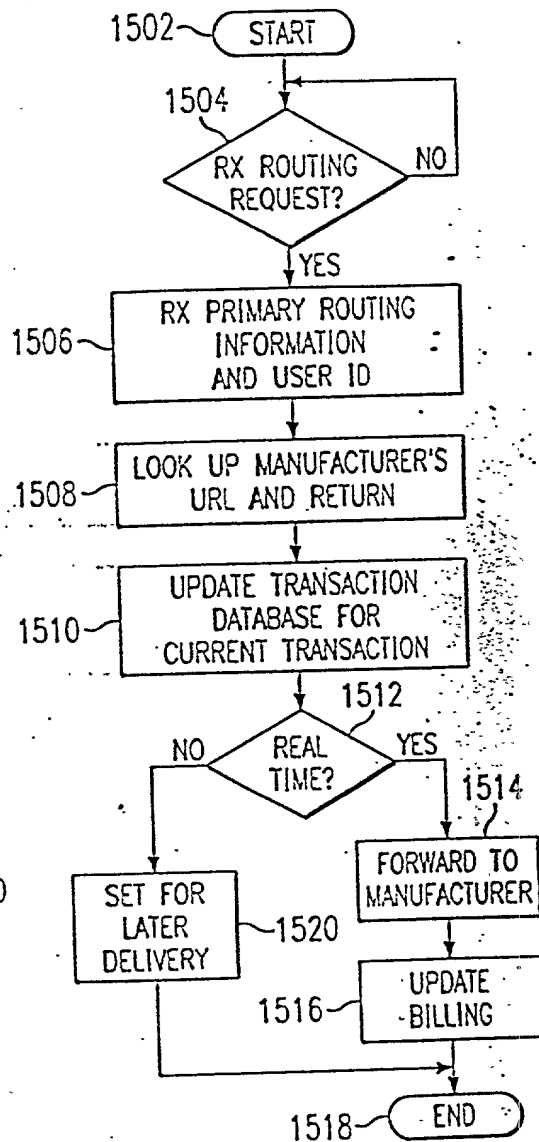 1502
START
1504
RX ROUTING
REQUEST?
NO
YES
1506
RX PRIMARY ROUTING
INFORMATION
AND USER ID
1508
LOOK UP MANUFACTURER'S
URL AND RETURN
1510
UPDATE TRANSACTION
DATABASE FOR
CURRENT TRANSACTION
1512
NO
REAL
TIME?
YES
1514
FORWARD TO
MANUFACTURER
SET FOR
LATER
DELIVERY
1520
1516
UPDATE
BILLING
1518
END